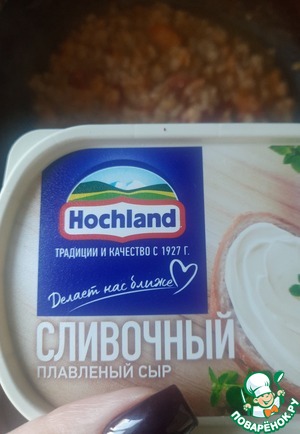 Hochland
ТРАДИЦИИ И КАЧЕСТВО С 1927 Г.
Делает нас ближе
СЛИВОЧНЫЙ
ПЛАВЛЕНЫЙ СЫР
ПОВАРЁНОК.РУ